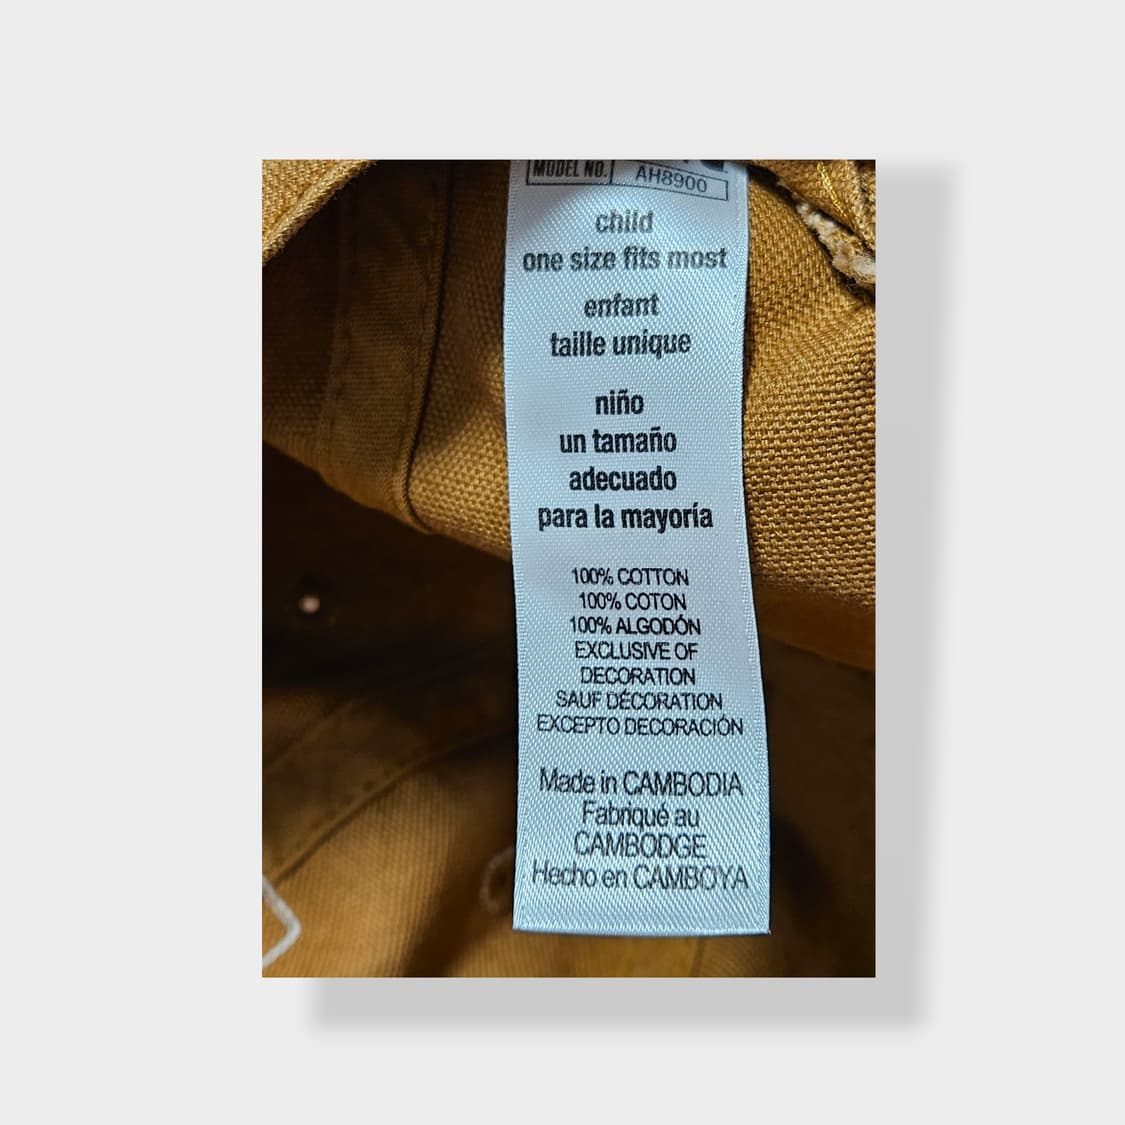 MODEL NO. AH8900
child
one size fits most
enfant
taille unique
niño
un tamaño
adecuado
para la mayoría
100% COTTON
100% COTON
100% ALGODÓN
EXCLUSIVE OF
DECORATION
SAUF DÉCORATION
EXCEPTO DECORACIÓN
Made in CAMBODIA
Fabriqué au
CAMBODGE
Hecho en CAMBOYA